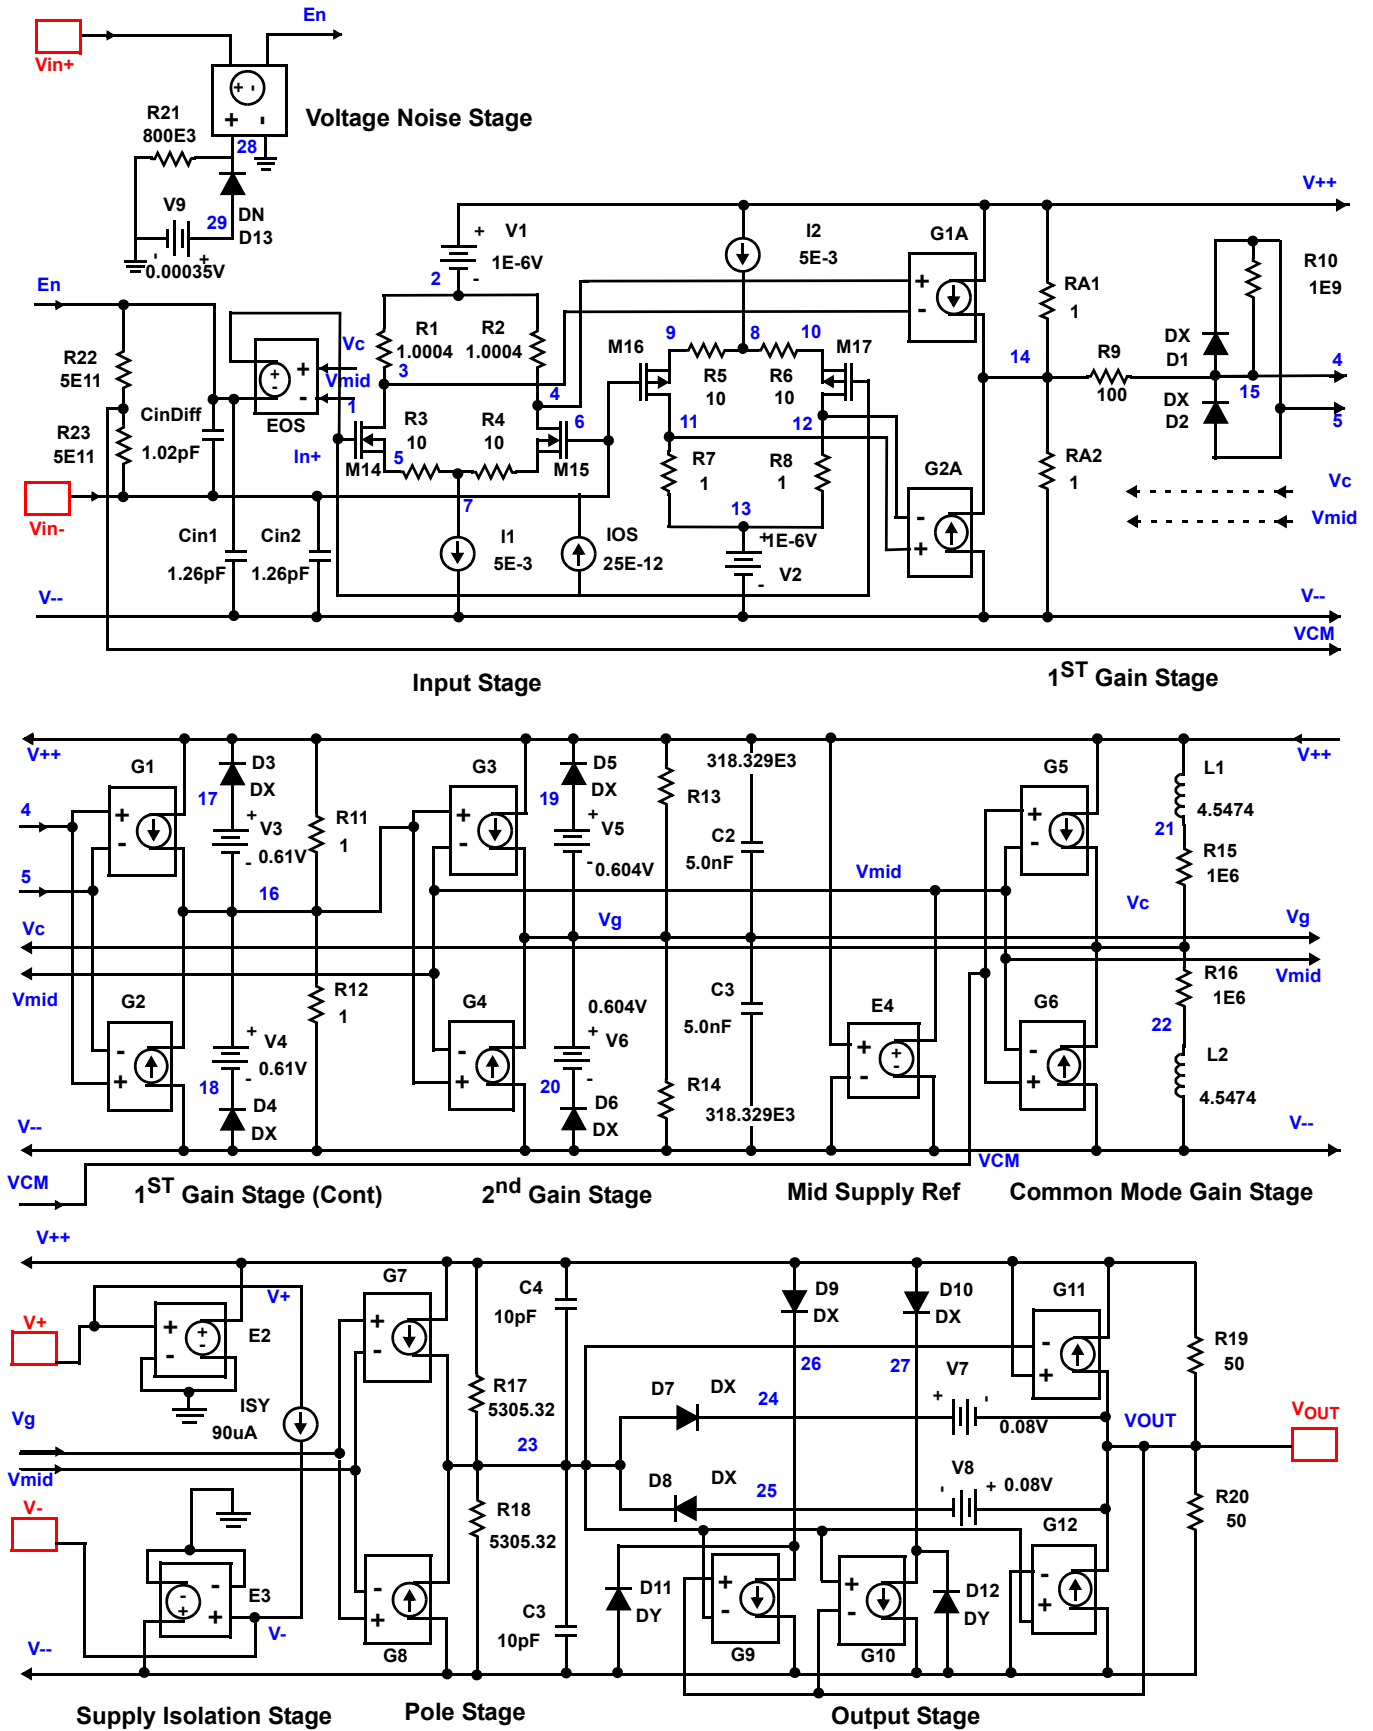 En
Vin+
R21
800E3
Voltage Noise Stage
28
V9
29
DN
D13
0.00035V
En
R22
5E11
R23
5E11
CinDiff
1.02pF
Vin-
EOS
Vc
Vmid
1
In+
M14
Cin1
1.26pF
Cin2
1.26pF
V1
1E-6V
2
R1
1.0004
R2
1.0004
3
4
R3
10
R4
10
5
6
M15
7
I1
5E-3
IOS
25E-12
I2
5E-3
M16
9
8
10
M17
R5
10
R6
10
11
12
R7
1
R8
1
13
1E-6V
V2
G1A
G2A
V++
RA1
1
14
R9
100
RA2
1
DX
D1
DX
D2
R10
1E9
15
4
5
Vc
Vmid
V--
V--
VCM
Input Stage
1ST Gain Stage
V++
V++
G1
4
5
Vc
Vmid
G2
17
D3
DX
V3
0.61V
16
R11
1
R12
1
V4
0.61V
18
D4
DX
G3
G4
19
D5
DX
V5
0.604V
Vg
0.604V
V6
20
D6
DX
R13
318.329E3
C2
5.0nF
C3
5.0nF
R14
318.329E3
Vmid
E4
G5
G6
L1
4.5474
21
R15
1E6
Vc
Vg
Vmid
R16
1E6
22
L2
4.5474
V--
V--
VCM
VCM
1ST Gain Stage (Cont)
2nd Gain Stage
Mid Supply Ref
Common Mode Gain Stage
V++
V+
V+
E2
ISY
90uA
Vg
Vmid
V-
E3
V-
V--
Supply Isolation Stage
G7
G8
R17
5305.32
23
R18
5305.32
C4
10pF
C3
10pF
Pole Stage
D9
DX
D10
DX
26
27
D7
DX
24
V7
0.08V
D8
DX
25
V8
0.08V
G11
G12
D11
DY
G9
G10
D12
DY
VOUT
R19
50
R20
50
VOUT
Output Stage